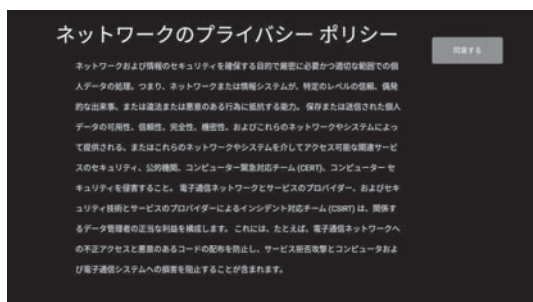 ネットワークのプライバシー ポリシー
同意する
ネットワークおよび情報のセキュリティを確保する目的で厳密に必要かつ適切な範囲での個
人データの処理。つまり、ネットワークまたは情報システムが、特定のレベルの信頼、偶発
的な出来事、または違法または悪意のある行為に抵抗する能力。 保存または送信された個人
データの可用性、信頼性、完全性、機密性、およびこれらのネットワークやシステムによっ
て提供される、またはこれらのネットワークやシステムを介してアクセス可能な関連サービ
スのセキュリティ、公的機関、コンピューター緊急対応チーム (CERT)、コンピューター セ
キュリティを侵害すること。 電子通信ネットワークとサービスのプロバイダー、およびセキ
ュリティ技術とサービスのプロバイダーによるインシデント対応チーム (CSIRT) は、関係す
るデータ管理者の正当な利益を構成します。 これには、たとえば、電子通信ネットワークへ
の不正アクセスと悪意のあるコードの配布を防止し、サービス拒否攻撃とコンピュータおよ
び電子通信システムへの損害を阻止することが含まれます。